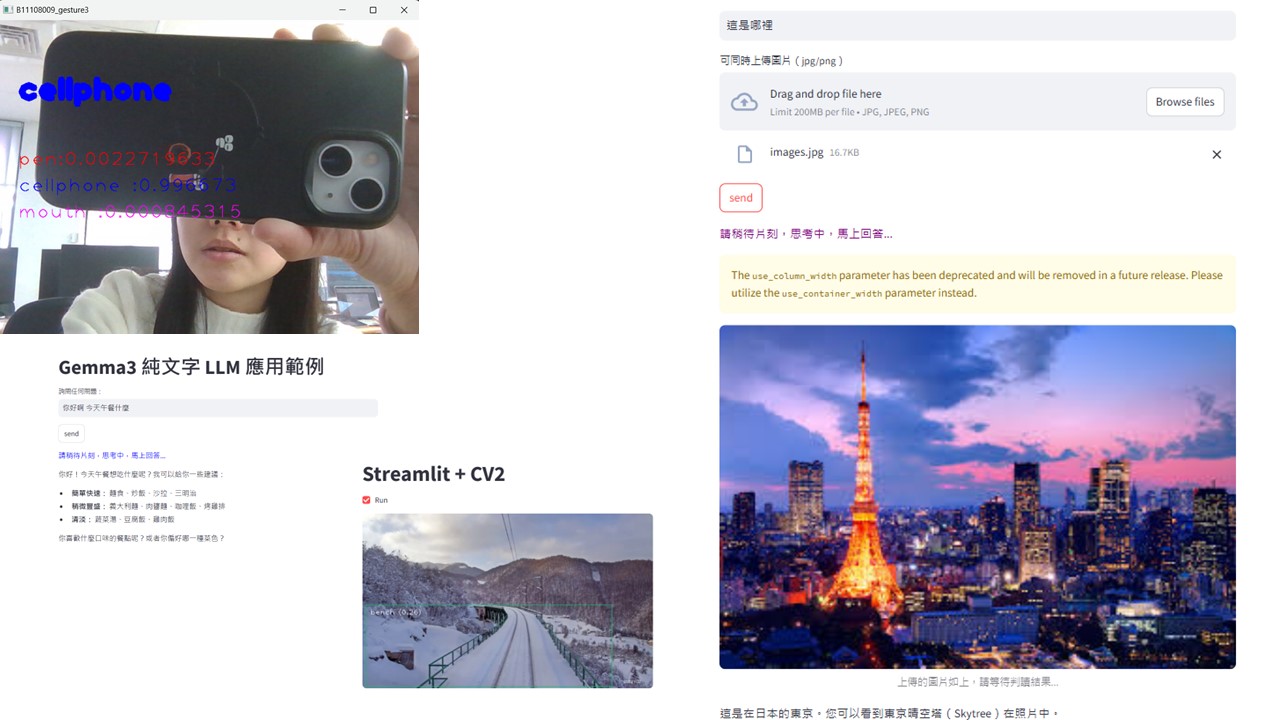 B11108009_gesture3
cellphone
pen:0.0022719633
cellphone :0.996673
mouth :0.000845315
Gemma3 純文字 LLM 應用範例
詢問任何問題：
你好啊 今天午餐什麼
send
請稍待片刻，思考中，馬上回答...
你好！今天午餐想吃什麼呢？我可以給你一些建議：
• 簡單快速： 麵食、炒飯、沙拉、三明治
• 稍微豐盛： 義大利麵、肉醬麵、咖哩飯、烤雞排
• 清淡： 蔬菜湯、豆腐飯、雞肉飯
你喜歡什麼口味的餐點呢？或者你偏好哪一種菜色？
Streamlit + CV2
Run
bench (0.26)
這是哪裡
可同時上傳圖片 ( jpg/png )
Drag and drop file here
Limit 200MB per file • JPG, JPEG, PNG
Browse files
images.jpg 16.7KB
send
請稍待片刻，思考中，馬上回答...
The use_column_width parameter has been deprecated and will be removed in a future release. Please
utilize the use_container_width parameter instead.
上傳的圖片如上，請等待判讀結果...
這是在日本的東京。您可以看到東京晴空塔（Skytree）在照片中。